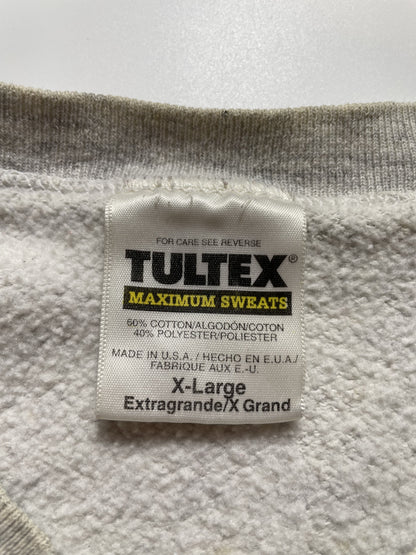 FOR CARE SEE REVERSE
TULTEX®
MAXIMUM SWEATS
60% COTTON/ALGODÓN/COTON
40% POLYESTER/POLIESTER
MADE IN U.S.A./ HECHO EN E.U.A./
FABRIQUE AUX E.-U.
X-Large
Extragrande/X Grand